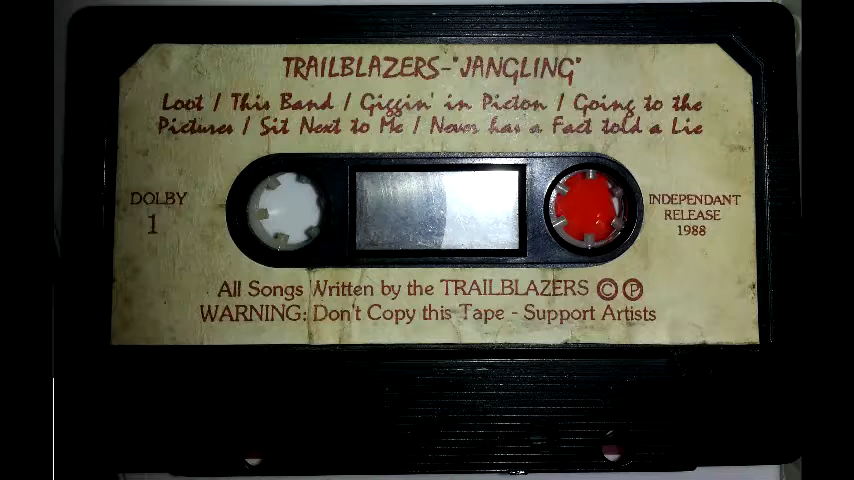 TRAILBLAZERS-"JANGLING"
Loot / This Band / Giggin' in Picton / Going to the
Pictures / Sit Next to Me / Never has a Fact told a Lie
DOLBY
1
INDEPENDANT
RELEASE
1988
All Songs Written by the TRAILBLAZERS © ℗
WARNING: Don't Copy this Tape - Support Artists